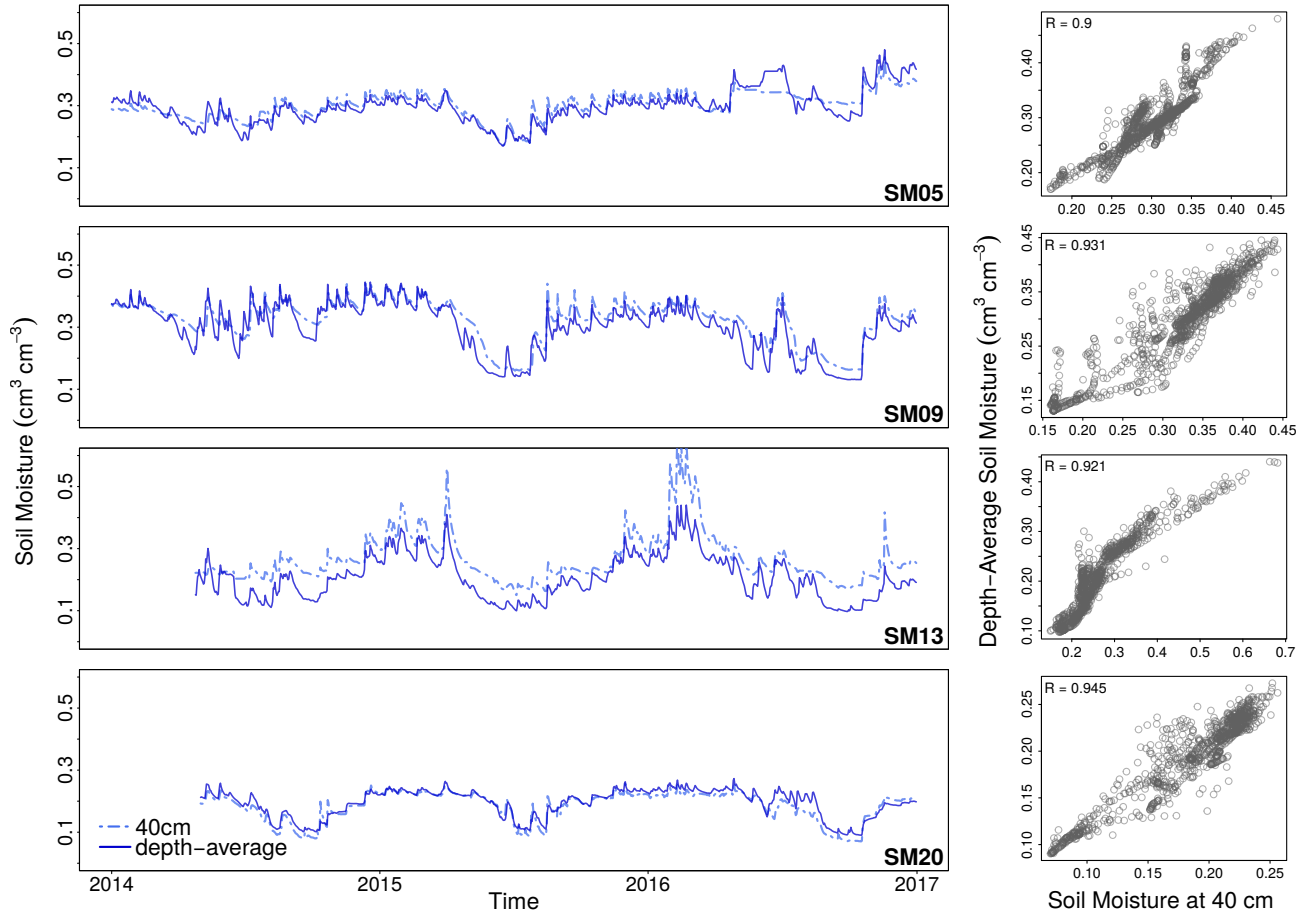 Soil Moisture (cm³ cm⁻³)
0.1 0.3 0.5
SM05
0.1 0.3 0.5
SM09
0.1 0.3 0.5
SM13
0.1 0.3 0.5
40cm
depth−average
SM20
2014 2015 2016 2017
Time
Depth−Average Soil Moisture (cm³ cm⁻³)
R = 0.9
0.20 0.30 0.40
0.20 0.25 0.30 0.35 0.40 0.45
R = 0.931
0.15 0.25 0.35 0.45
0.15 0.20 0.25 0.30 0.35 0.40 0.45
R = 0.921
0.10 0.20 0.30 0.40
0.2 0.3 0.4 0.5 0.6 0.7
R = 0.945
0.10 0.15 0.20 0.25
0.10 0.15 0.20 0.25
Soil Moisture at 40 cm